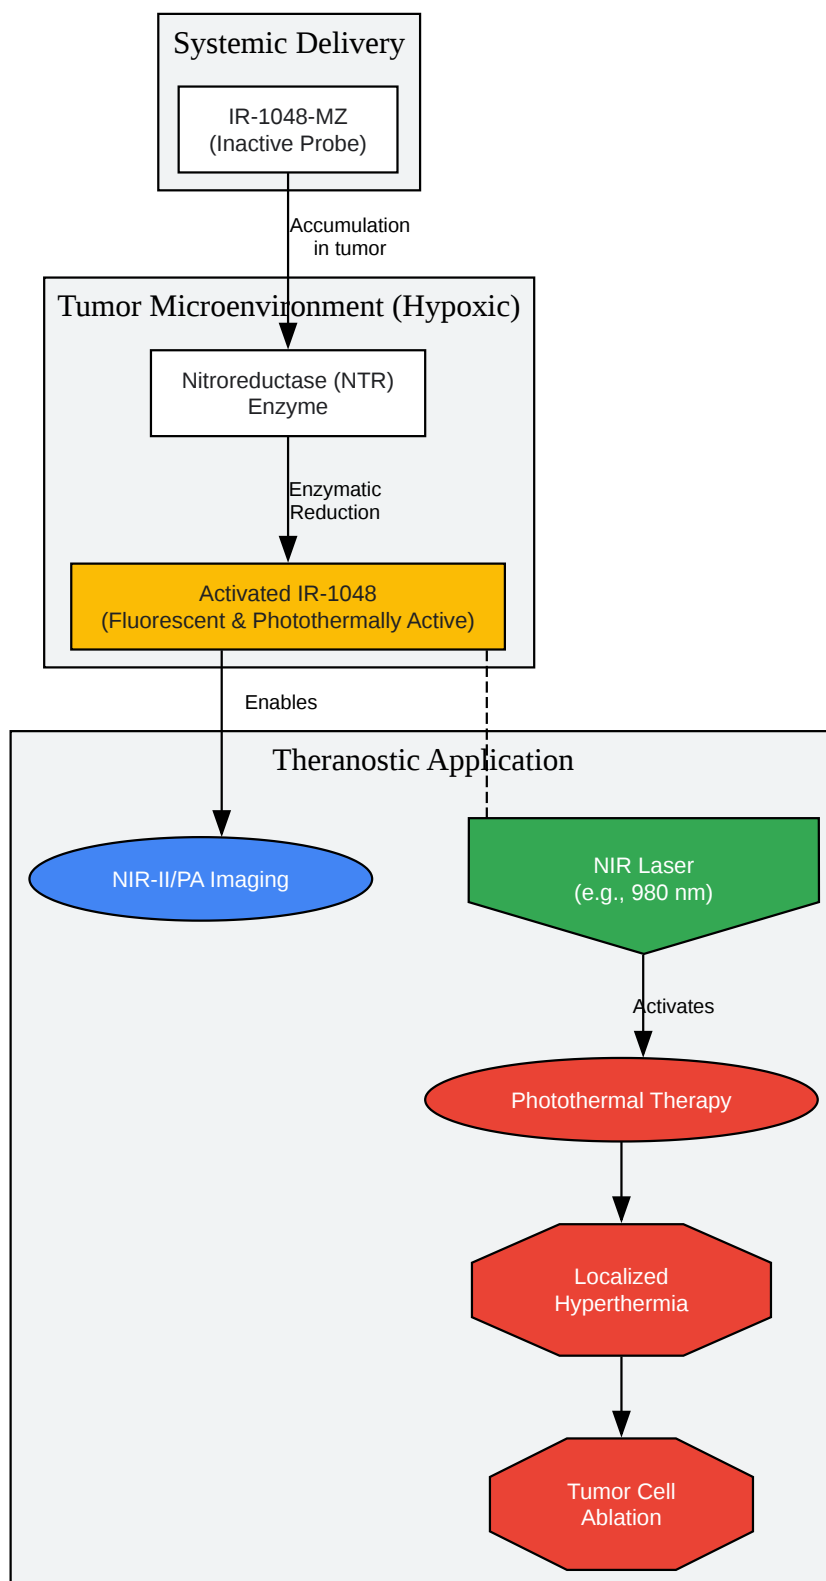 Systemic Delivery
IR-1048-MZ
(Inactive Probe)
Accumulation
in tumor
Tumor Microenvironment (Hypoxic)
Nitroreductase (NTR)
Enzyme
Enzymatic
Reduction
Activated IR-1048
(Fluorescent & Photothermally Active)
Enables
Theranostic Application
NIR-II/PA Imaging
NIR Laser
(e.g., 980 nm)
Activates
Photothermal Therapy
Localized
Hyperthermia
Tumor Cell
Ablation